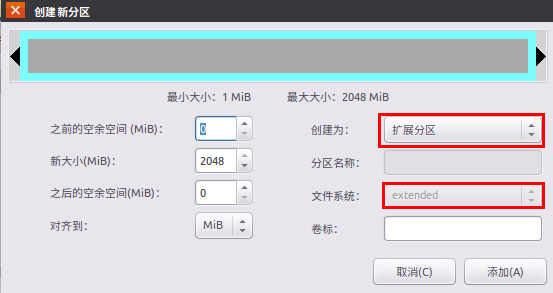 创建新分区
最小大小：1 MiB 最大大小：2048 MiB
之前的空余空间 (MiB)： 0 创建为： 扩展分区
新大小(MiB)： 2048 分区名称：
之后的空余空间(MiB)： 0 文件系统： extended
对齐到： MiB 卷标：
取消(C) 添加(A)